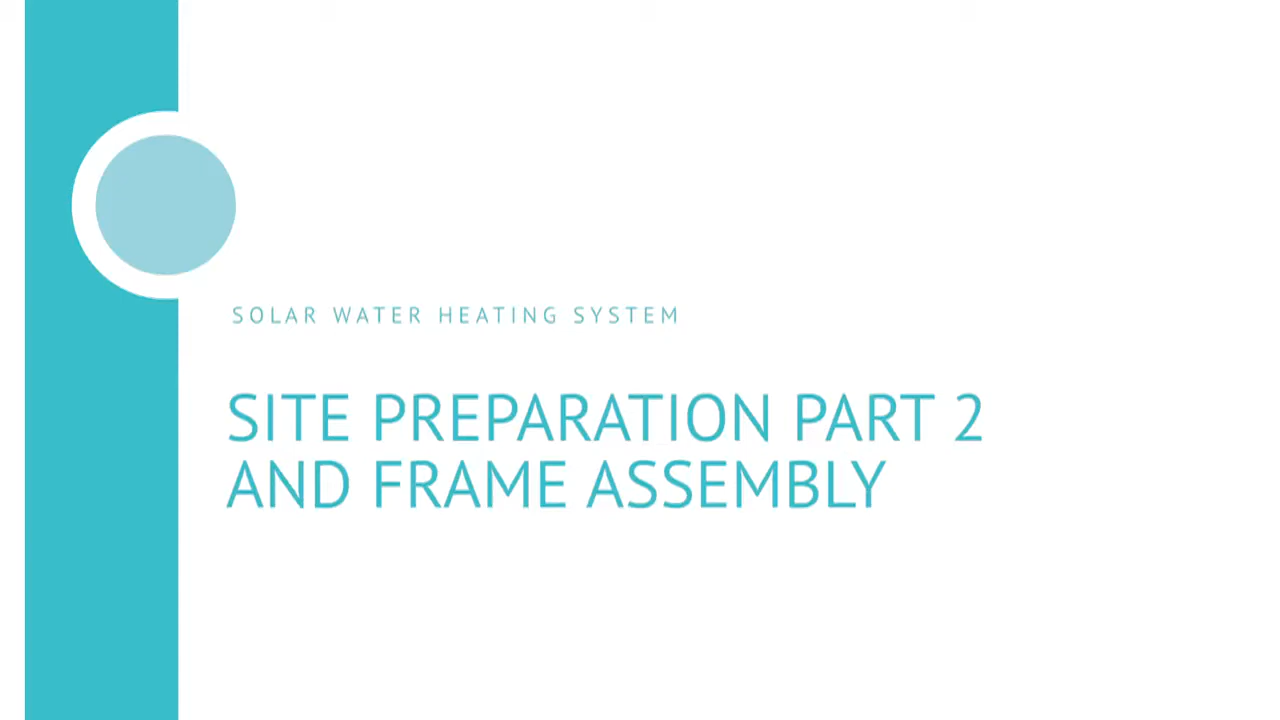 SOLAR WATER HEATING SYSTEM
SITE PREPARATION PART 2
AND FRAME ASSEMBLY